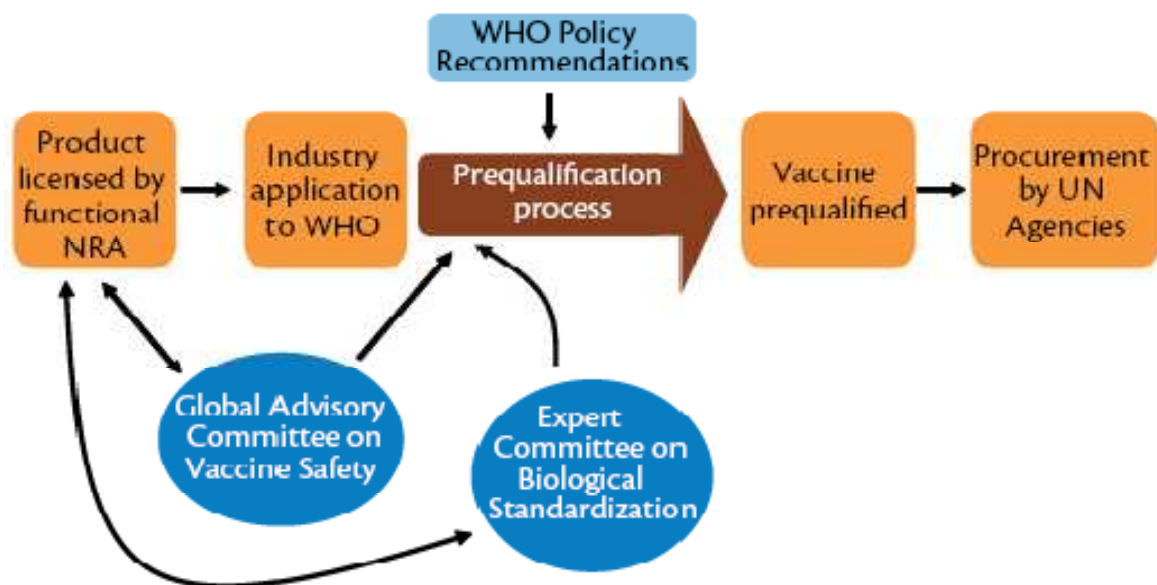 WHO Policy
Recommendations
Product
licensed by
functional
NRA
Industry
application
to WHO
Prequalification
process
Vaccine
prequalified
Procurement
by UN
Agencies
Global Advisory
Committee on
Vaccine Safety
Expert
Committee on
Biological
Standardization